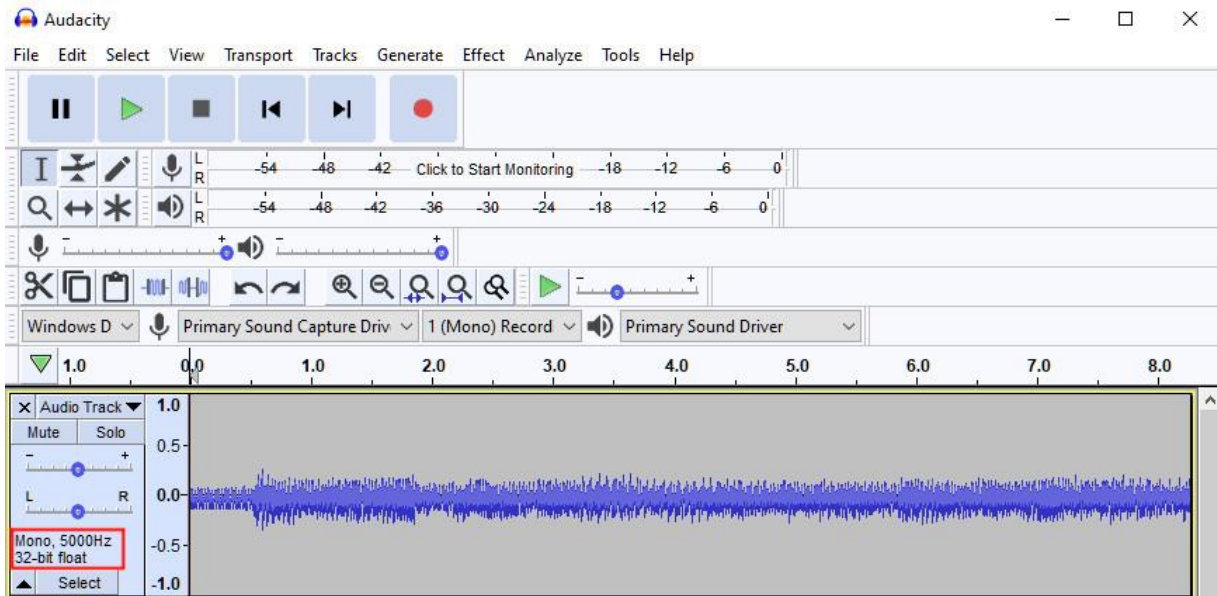 Audacity
File Edit Select View Transport Tracks Generate Effect Analyze Tools Help
L
R
-54 -48 -42 Click to Start Monitoring -18 -12 -6 0
L
R
-54 -48 -42 -36 -30 -24 -18 -12 -6 0
- + - +
- +
Windows D Primary Sound Capture Driv 1 (Mono) Record Primary Sound Driver
1.0 0.0 1.0 2.0 3.0 4.0 5.0 6.0 7.0 8.0
× Audio Track 1.0
Mute Solo
0.5
- +
L R 0.0
Mono, 5000Hz
32-bit float
-0.5
Select -1.0